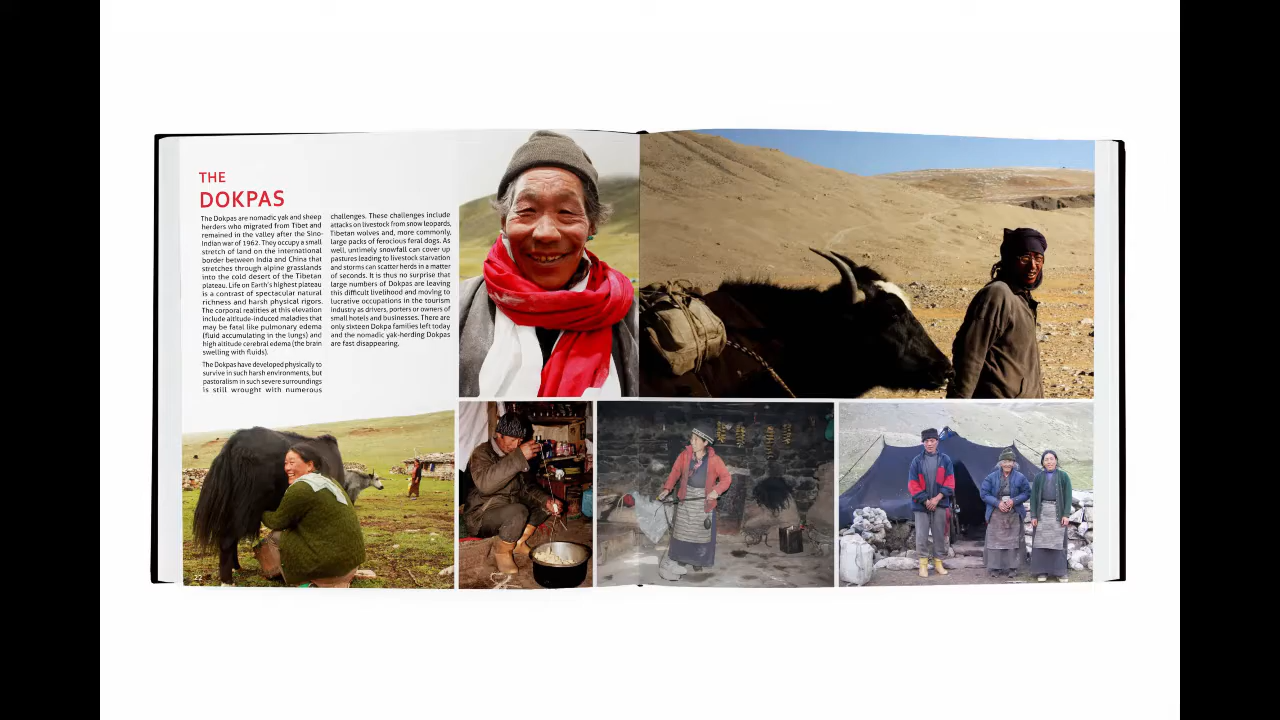 THE
DOKPAS
The Dokpas are nomadic yak and sheep
herders who migrated from Tibet and
remained in the valley after the Sino-
Indian war of 1962. They occupy a small
stretch of land on the international
border between India and China that
stretches through alpine grasslands
into the cold desert of the Tibetan
plateau. Life on Earth's highest plateau
is a contrast of spectacular natural
richness and harsh physical rigors.
The corporal realities at this elevation
include altitude-induced maladies that
may be fatal like pulmonary edema
(fluid accumulating in the lungs) and
high altitude cerebral edema (the brain
swelling with fluids).
The Dokpas have developed physically to
survive in such harsh environments, but
pastoralism in such severe surroundings
is still wrought with numerous
challenges. These challenges include
attacks on livestock from snow leopards,
Tibetan wolves and, more commonly,
large packs of ferocious feral dogs. As
well, untimely snowfall can cover up
pastures leading to livestock starvation
and storms can scatter herds in a matter
of seconds. It is thus no surprise that
large numbers of Dokpas are leaving
this difficult livelihood and moving to
lucrative occupations in the tourism
industry as drivers, porters or owners of
small hotels and businesses. There are
only sixteen Dokpa families left today
and the nomadic yak-herding Dokpas
are fast disappearing.
22